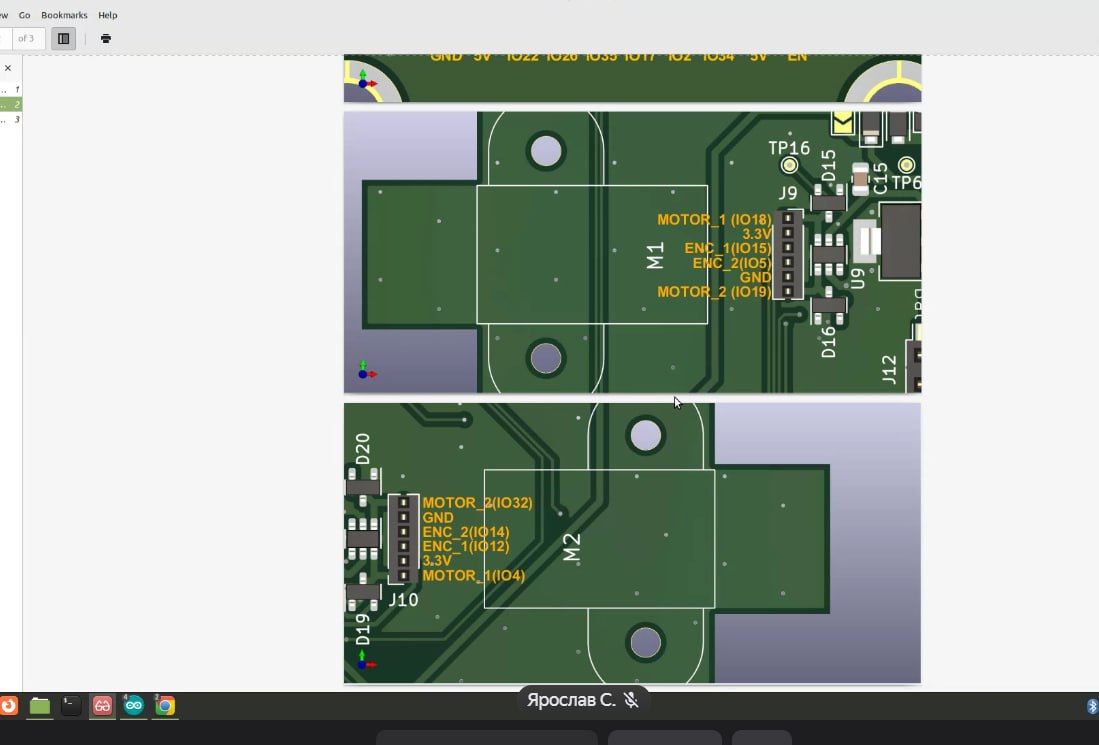 Go Bookmarks Help
of 3
1
2
3
GND 5V IO22 IO26 IO35 IO17 IO2 IO34 5V EN
TP16
D15
C15
TP6
J9
MOTOR_1 (IO18)
3.3V
ENC_1(IO15)
ENC_2(IO5)
GND
MOTOR_2 (IO19)
M1
U9
D16
J12
D20
MOTOR_2(IO32)
GND
ENC_2(IO14)
ENC_1(IO12)
3.3V
MOTOR_1(IO4)
M2
J10
D19
4
2
Ярослав С.